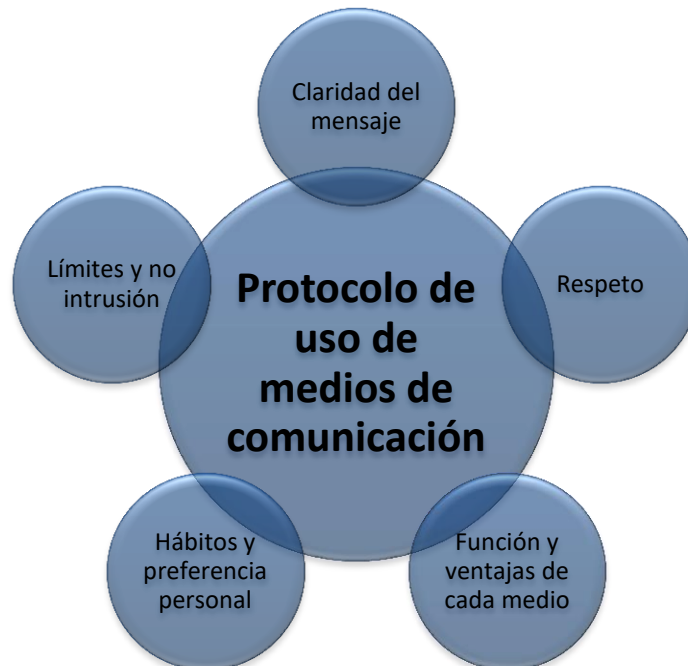 Claridad del
mensaje
Límites y no
intrusión
Protocolo de
uso de
medios de
comunicación
Respeto
Hábitos y
preferencia
personal
Función y
ventajas de
cada medio